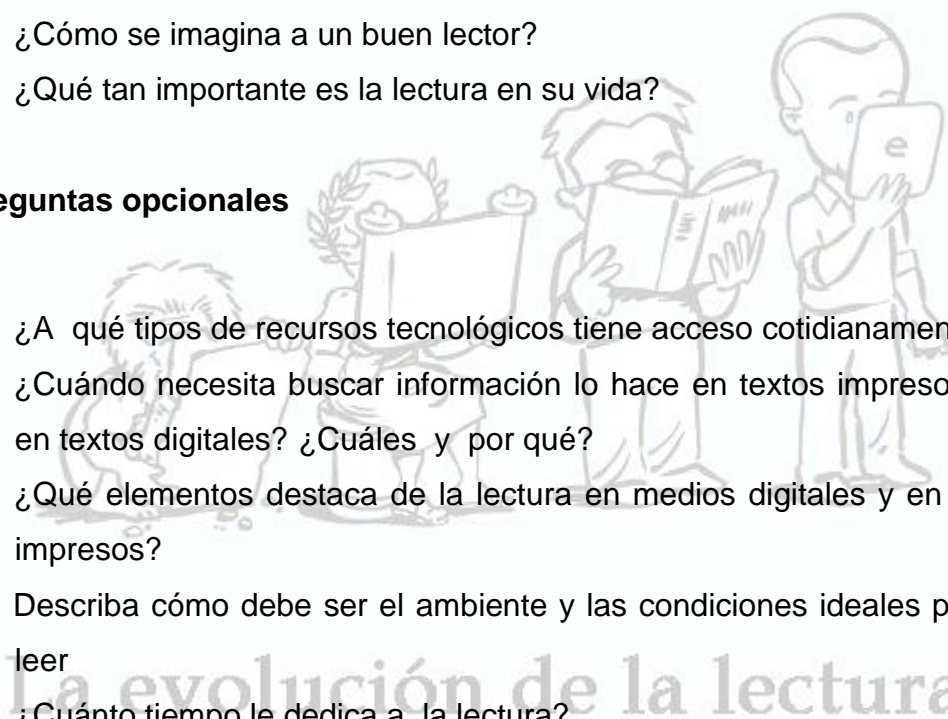 ¿Cómo se imagina a un buen lector?
¿Qué tan importante es la lectura en su vida?
eguntas opcionales
¿A qué tipos de recursos tecnológicos tiene acceso cotidianamen
¿Cuándo necesita buscar información lo hace en textos impreso
en textos digitales? ¿Cuáles y por qué?
¿Qué elementos destaca de la lectura en medios digitales y en
impresos?
Describa cómo debe ser el ambiente y las condiciones ideales p
leer
La evolución de la lectura
¿Cuánto tiempo le dedica a la lectura?
e